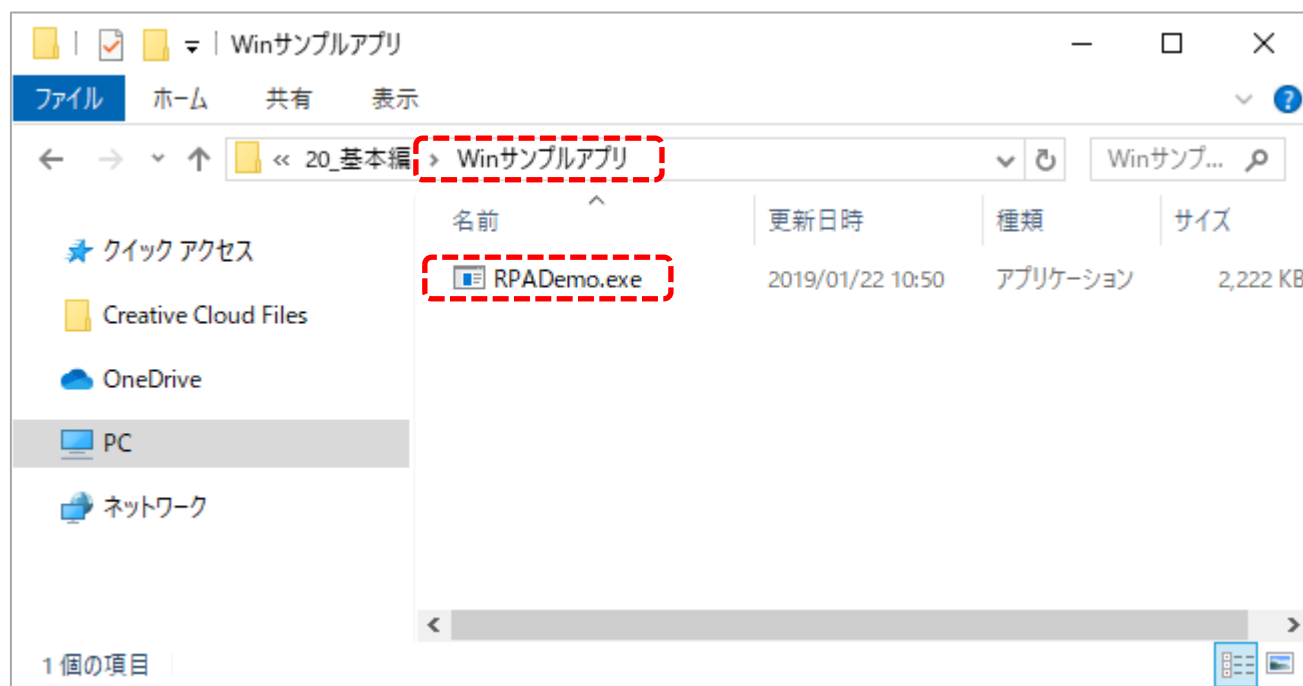 Winサンプルアプリ
ファイル ホーム 共有 表示
« 20_基本編 › Winサンプルアプリ Winサンプ...
名前 更新日時 種類 サイズ
クイック アクセス
RPADemo.exe 2019/01/22 10:50 アプリケーション 2,222 KB
Creative Cloud Files
OneDrive
PC
ネットワーク
1 個の項目